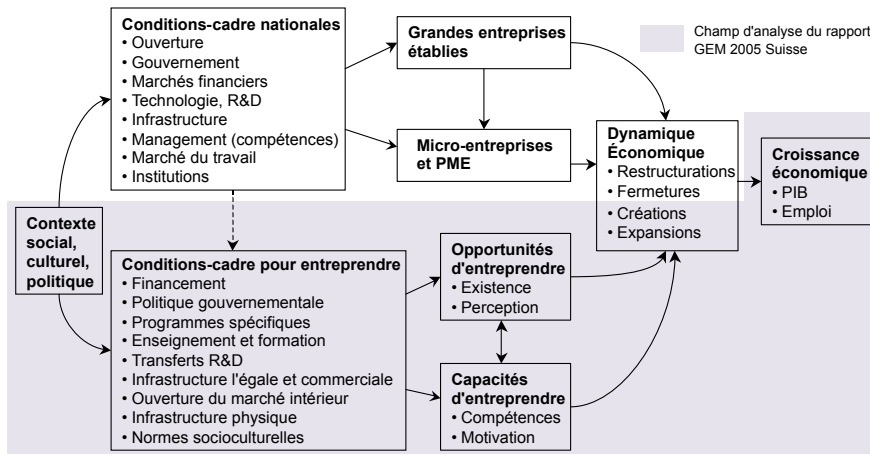 Conditions-cadre nationales
• Ouverture
• Gouvernement
• Marchés financiers
• Technologie, R&D
• Infrastructure
• Management (compétences)
• Marché du travail
• Institutions
Grandes entreprises
établies
Champ d'analyse du rapport
GEM 2005 Suisse
Micro-entreprises
et PME
Dynamique
Économique
• Restructurations
• Fermetures
• Créations
• Expansions
Croissance
économique
• PIB
• Emploi
Contexte
social,
culturel,
politique
Conditions-cadre pour entreprendre
• Financement
• Politique gouvernementale
• Programmes spécifiques
• Enseignement et formation
• Transferts R&D
• Infrastructure l'égale et commerciale
• Ouverture du marché intérieur
• Infrastructure physique
• Normes socioculturelles
Opportunités
d'entreprendre
• Existence
• Perception
Capacités
d'entreprendre
• Compétences
• Motivation